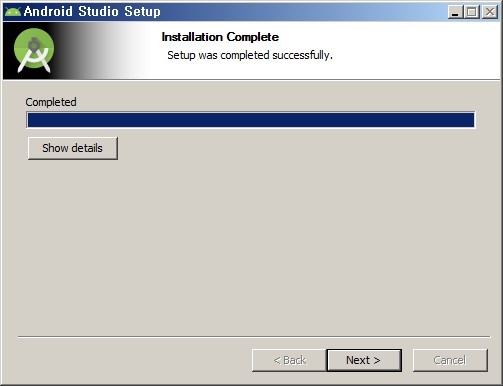 Android Studio Setup
Installation Complete
Setup was completed successfully.
Completed
Show details
< Back
Next >
Cancel